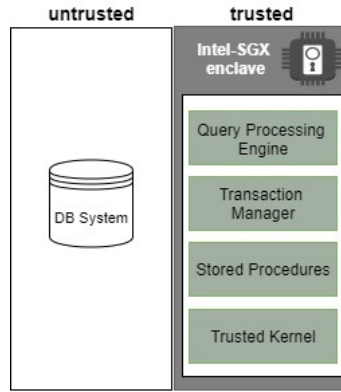 untrusted
trusted
Intel-SGX
enclave
DB System
Query Processing
Engine
Transaction
Manager
Stored Procedures
Trusted Kernel